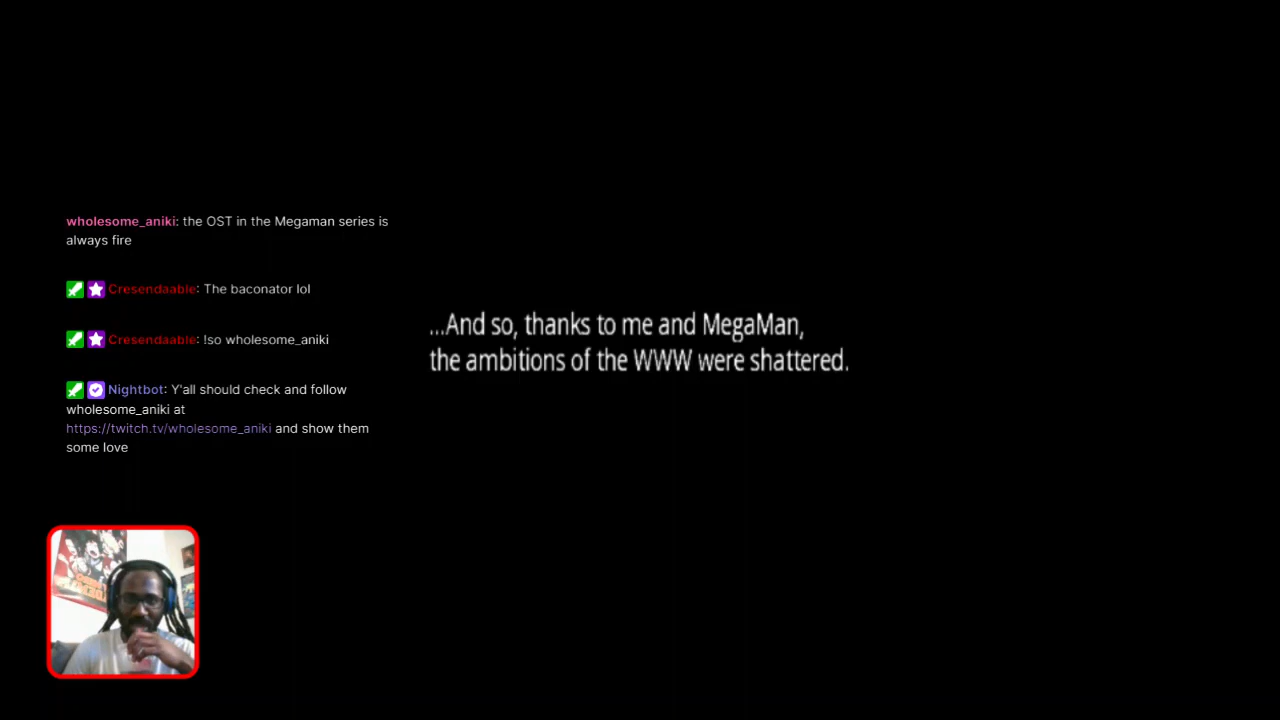 wholesome_aniki: the OST in the Megaman series is
always fire
Cresendaable: The baconator lol
Cresendaable: !so wholesome_aniki
Nightbot: Y'all should check and follow
wholesome_aniki at
https://twitch.tv/wholesome_aniki and show them
some love
...And so, thanks to me and MegaMan,
the ambitions of the WWW were shattered.